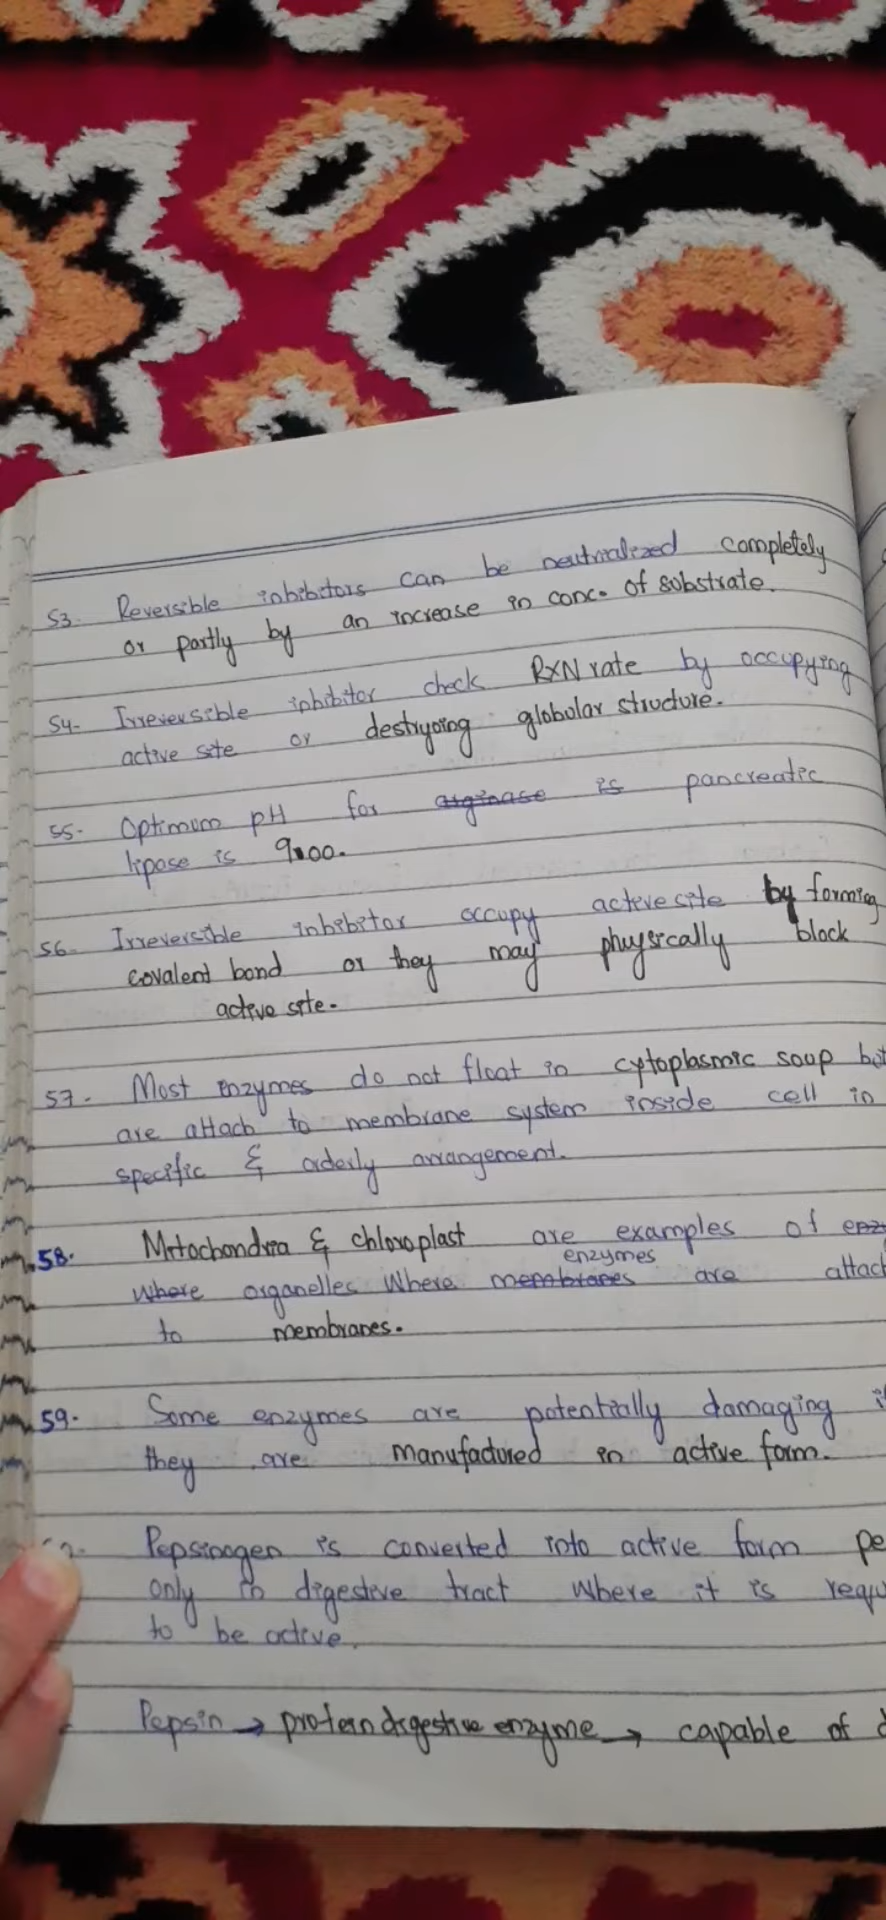 53. Reversible inhibitors can be neutrialized completely
or partly by an increase in conc. of substrate.
54- Irreversible inhibitor check RXN rate by occupying
active site or destryoing globular structure.
55- Optimum pH for arginase is pancreatic
lipase is 9.00.
56- Irreversible inhibitor occupy active site by forming
covalent bond or they may physically block
active site.
57- Most enzymes do not float in cytoplasmic soup but
are attach to membrane system inside cell in
specific & orderly arrangement.
58. Mitochondria & chloroplast are examples of enz
enzymes
where organelles where membranes are attach
to membranes.
59. Some enzymes are potentially damaging if
they are manufactured in active form.
Pepsinogen is converted into active form pe
only in digestive tract where it is requ
to be active.
Pepsin → protein digestive enzyme → capable of d